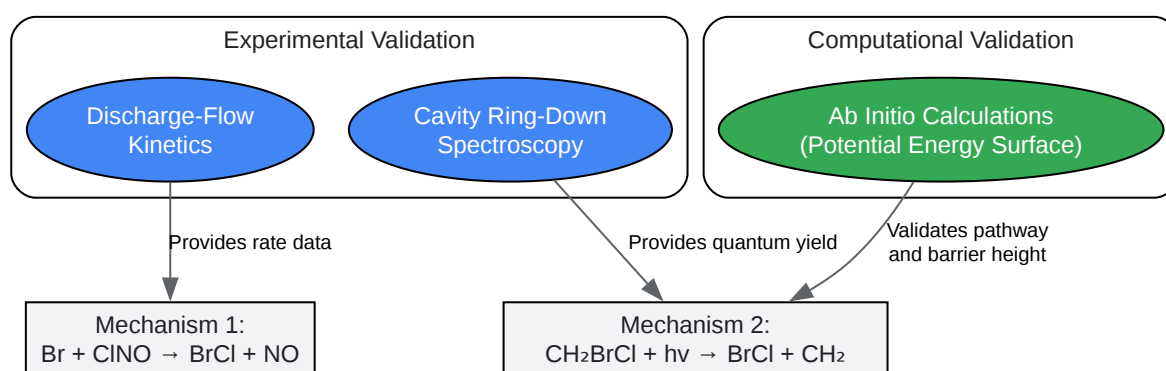 Experimental Validation
Computational Validation
Discharge-Flow
Kinetics
Cavity Ring-Down
Spectroscopy
Ab Initio Calculations
(Potential Energy Surface)
Provides rate data
Provides quantum yield
Validates pathway
and barrier height
Mechanism 1:
Br + ClNO → BrCl + NO
Mechanism 2:
CH₂BrCl + hv → BrCl + CH₂